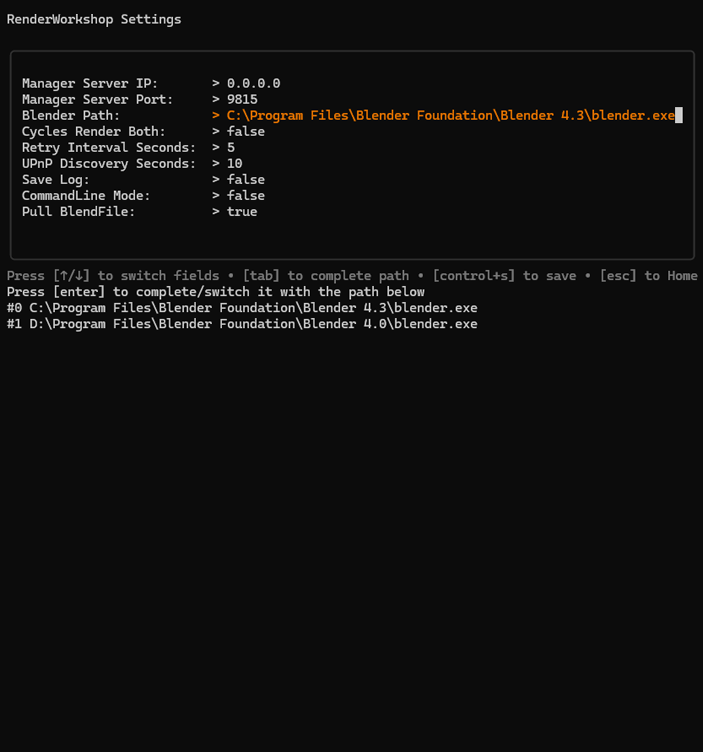 RenderWorkshop Settings
Manager Server IP: > 0.0.0.0
Manager Server Port: > 9815
Blender Path: > C:\Program Files\Blender Foundation\Blender 4.3\blender.exe
Cycles Render Both: > false
Retry Interval Seconds: > 5
UPnP Discovery Seconds: > 10
Save Log: > false
CommandLine Mode: > false
Pull BlendFile: > true
Press [↑/↓] to switch fields • [tab] to complete path • [control+s] to save • [esc] to Home
Press [enter] to complete/switch it with the path below
#0 C:\Program Files\Blender Foundation\Blender 4.3\blender.exe
#1 D:\Program Files\Blender Foundation\Blender 4.0\blender.exe